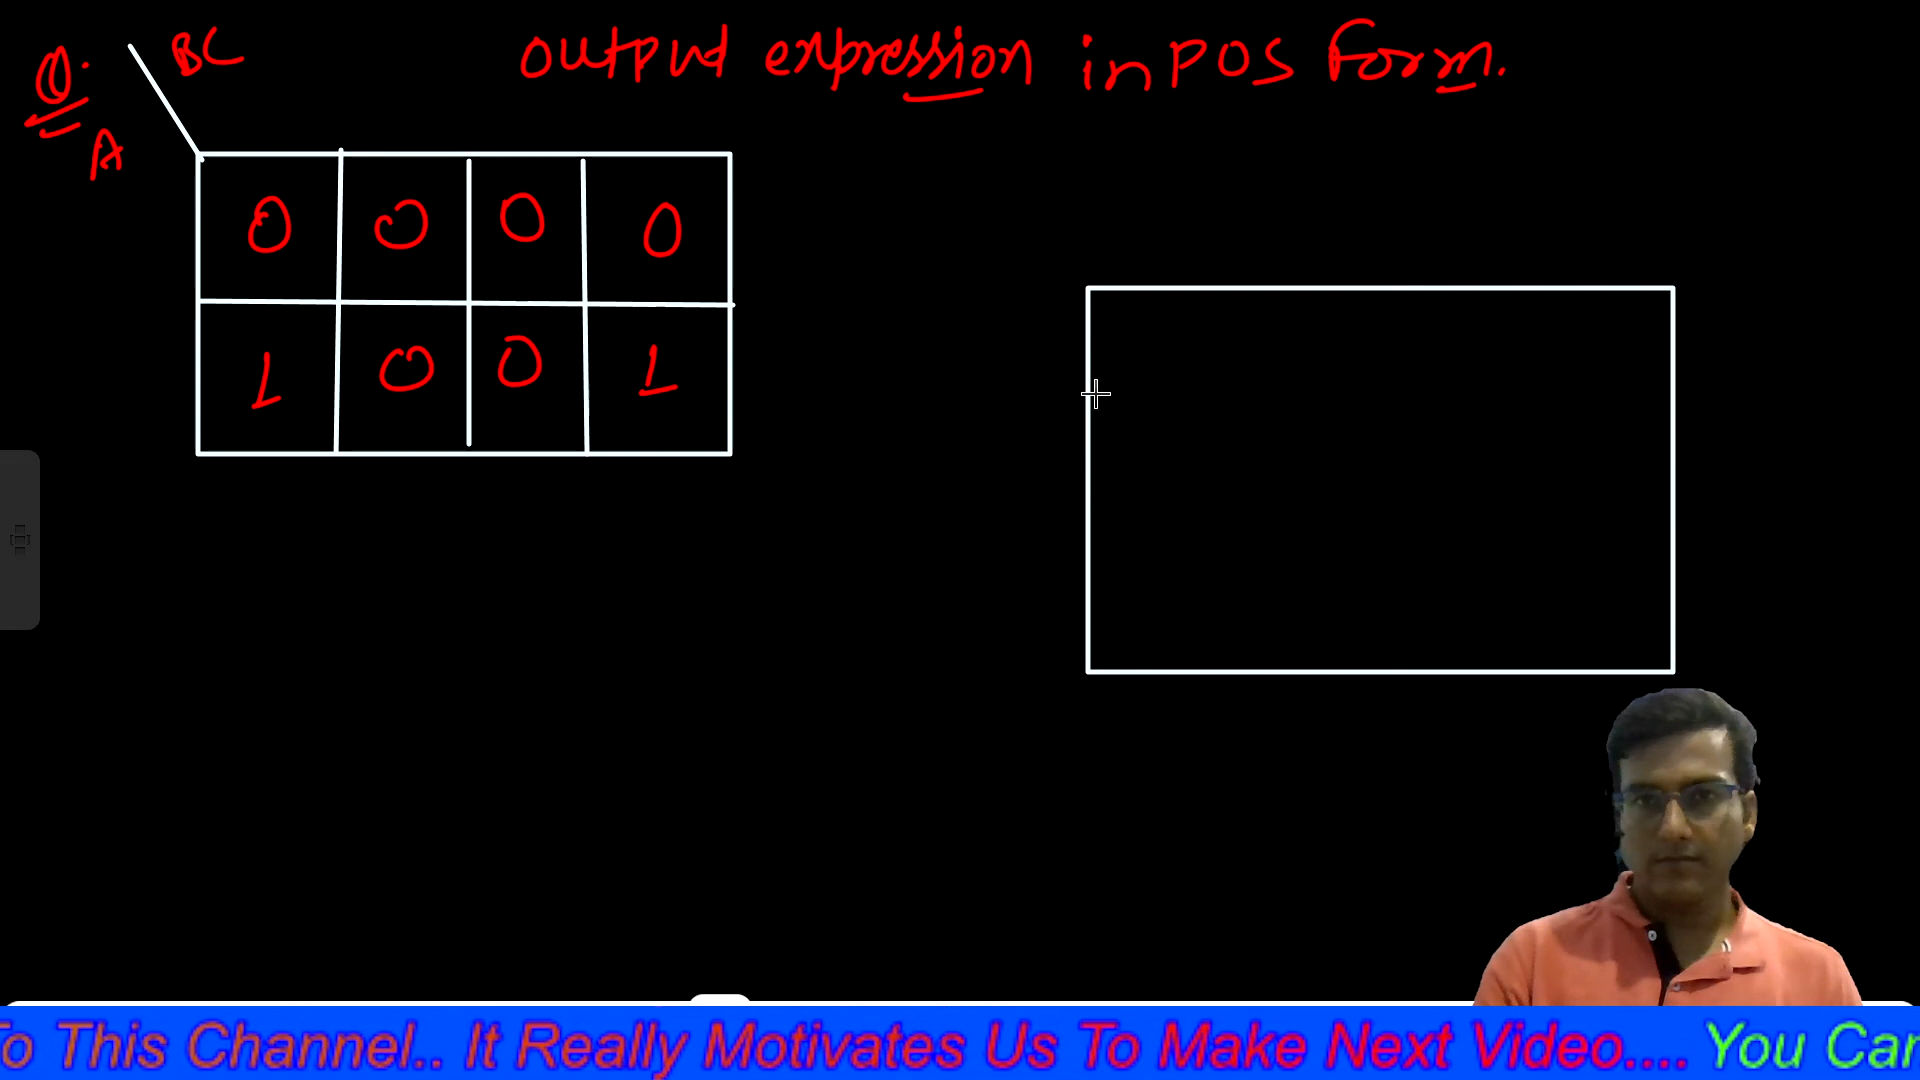 Q. BC output expression in POS form.
A
0 0 0 0
1 0 0 1
To This Channel.. It Really Motivates Us To Make Next Video.... You Can